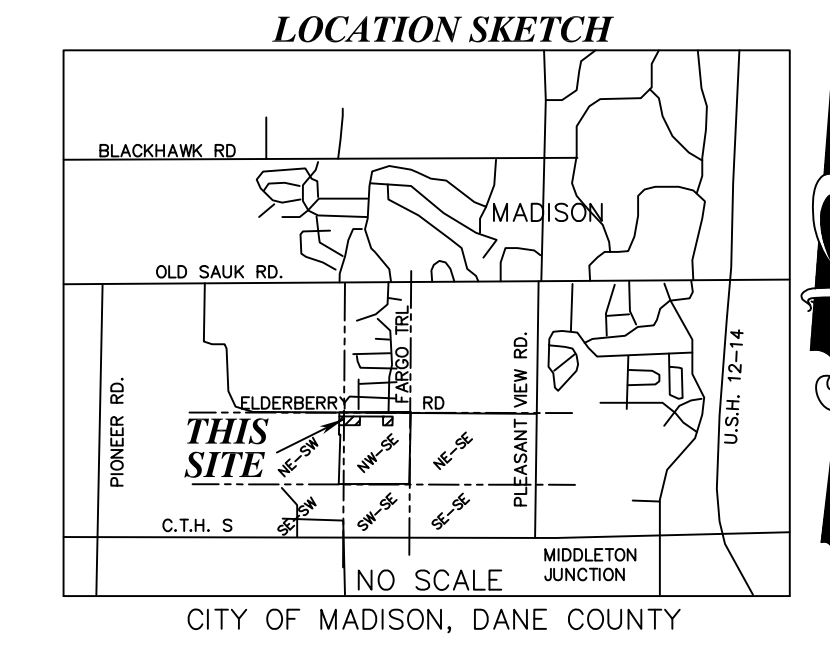 LOCATION SKETCH
BLACKHAWK RD
MADISON
OLD SAUK RD.
PIONEER RD.
FARGO TRL
PLEASANT VIEW RD.
U.S.H. 12-14
ELDERBERRY RD
THIS
SITE
NE-SW
NW-SE
NE-SE
SE-SW
SW-SE
SE-SE
C.T.H. S
MIDDLETON
JUNCTION
NO SCALE
CITY OF MADISON, DANE COUNTY